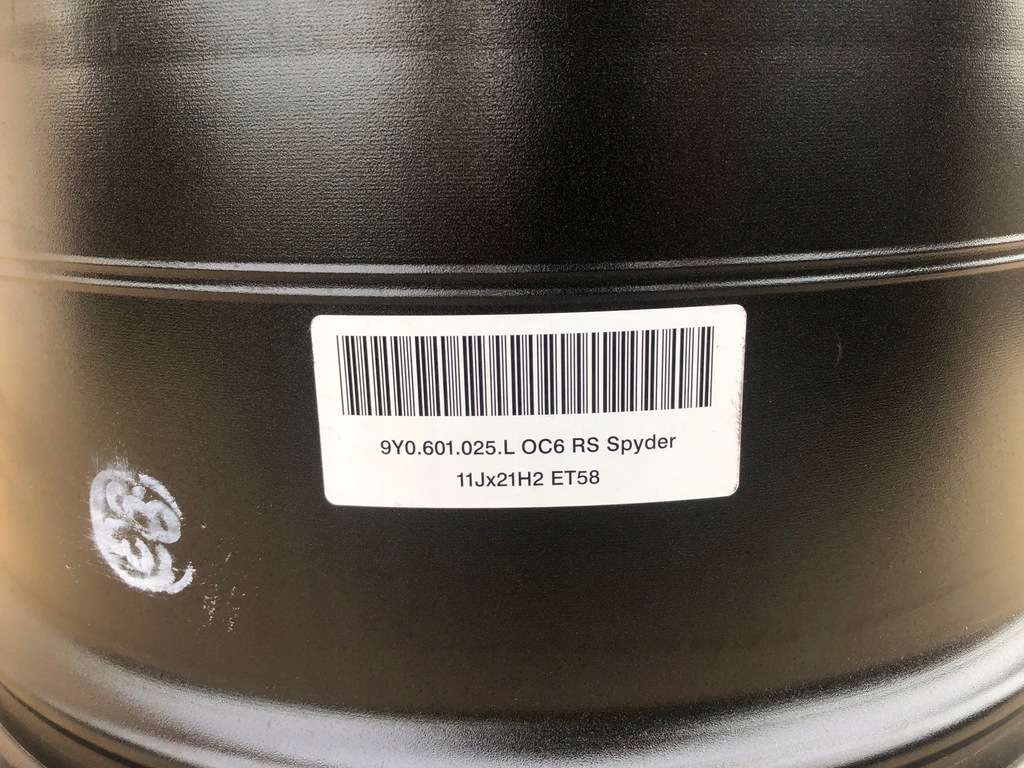 9Y0.601.025.L OC6 RS Spyder
11Jx21H2 ET58